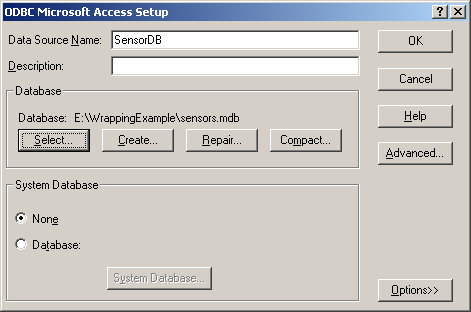 ODBC Microsoft Access Setup
Data Source Name: SensorDB
OK
Description:
Cancel
Database
Database: E:\WrappingExample\sensors.mdb
Help
Select... Create... Repair... Compact...
Advanced...
System Database
None
Database:
System Database...
Options>>